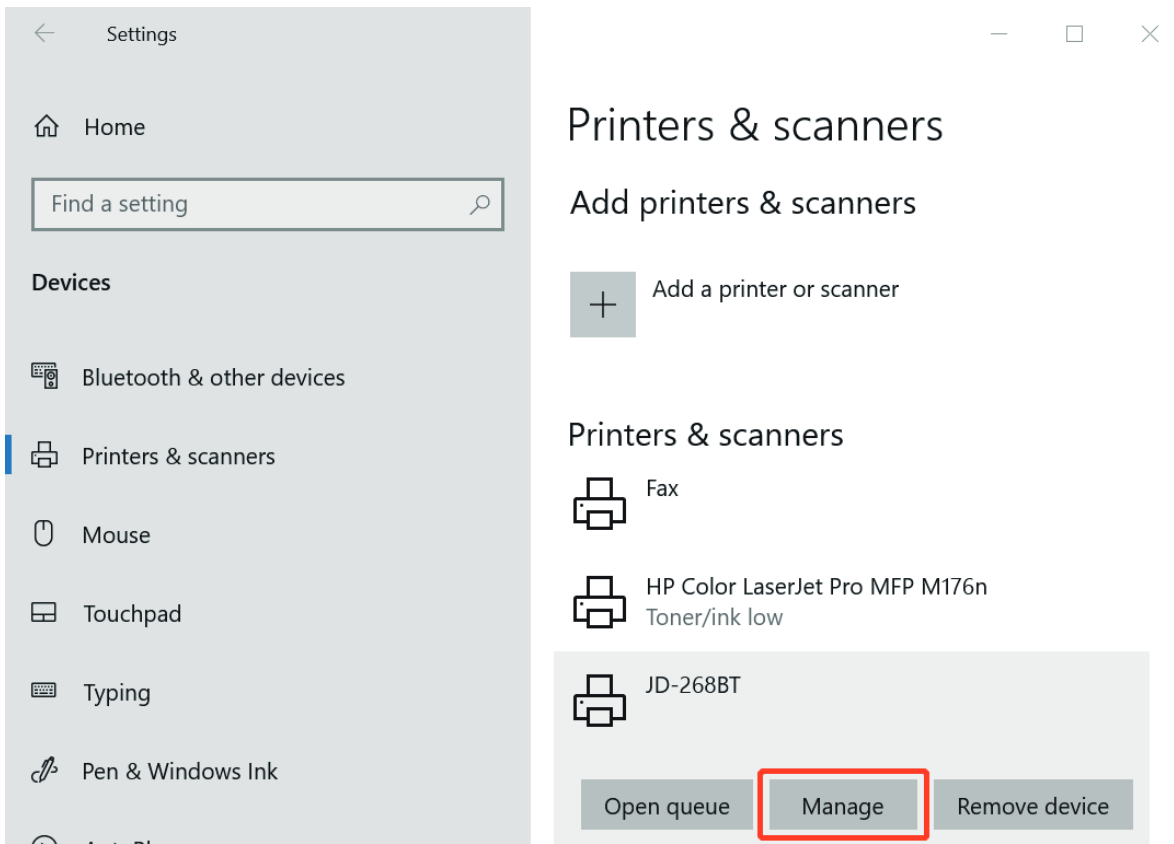 Settings
Home
Find a setting
Devices
Bluetooth & other devices
Printers & scanners
Mouse
Touchpad
Typing
Pen & Windows Ink
Printers & scanners
Add printers & scanners
Add a printer or scanner
Printers & scanners
Fax
HP Color LaserJet Pro MFP M176n
Toner/ink low
JD-268BT
Open queue
Manage
Remove device